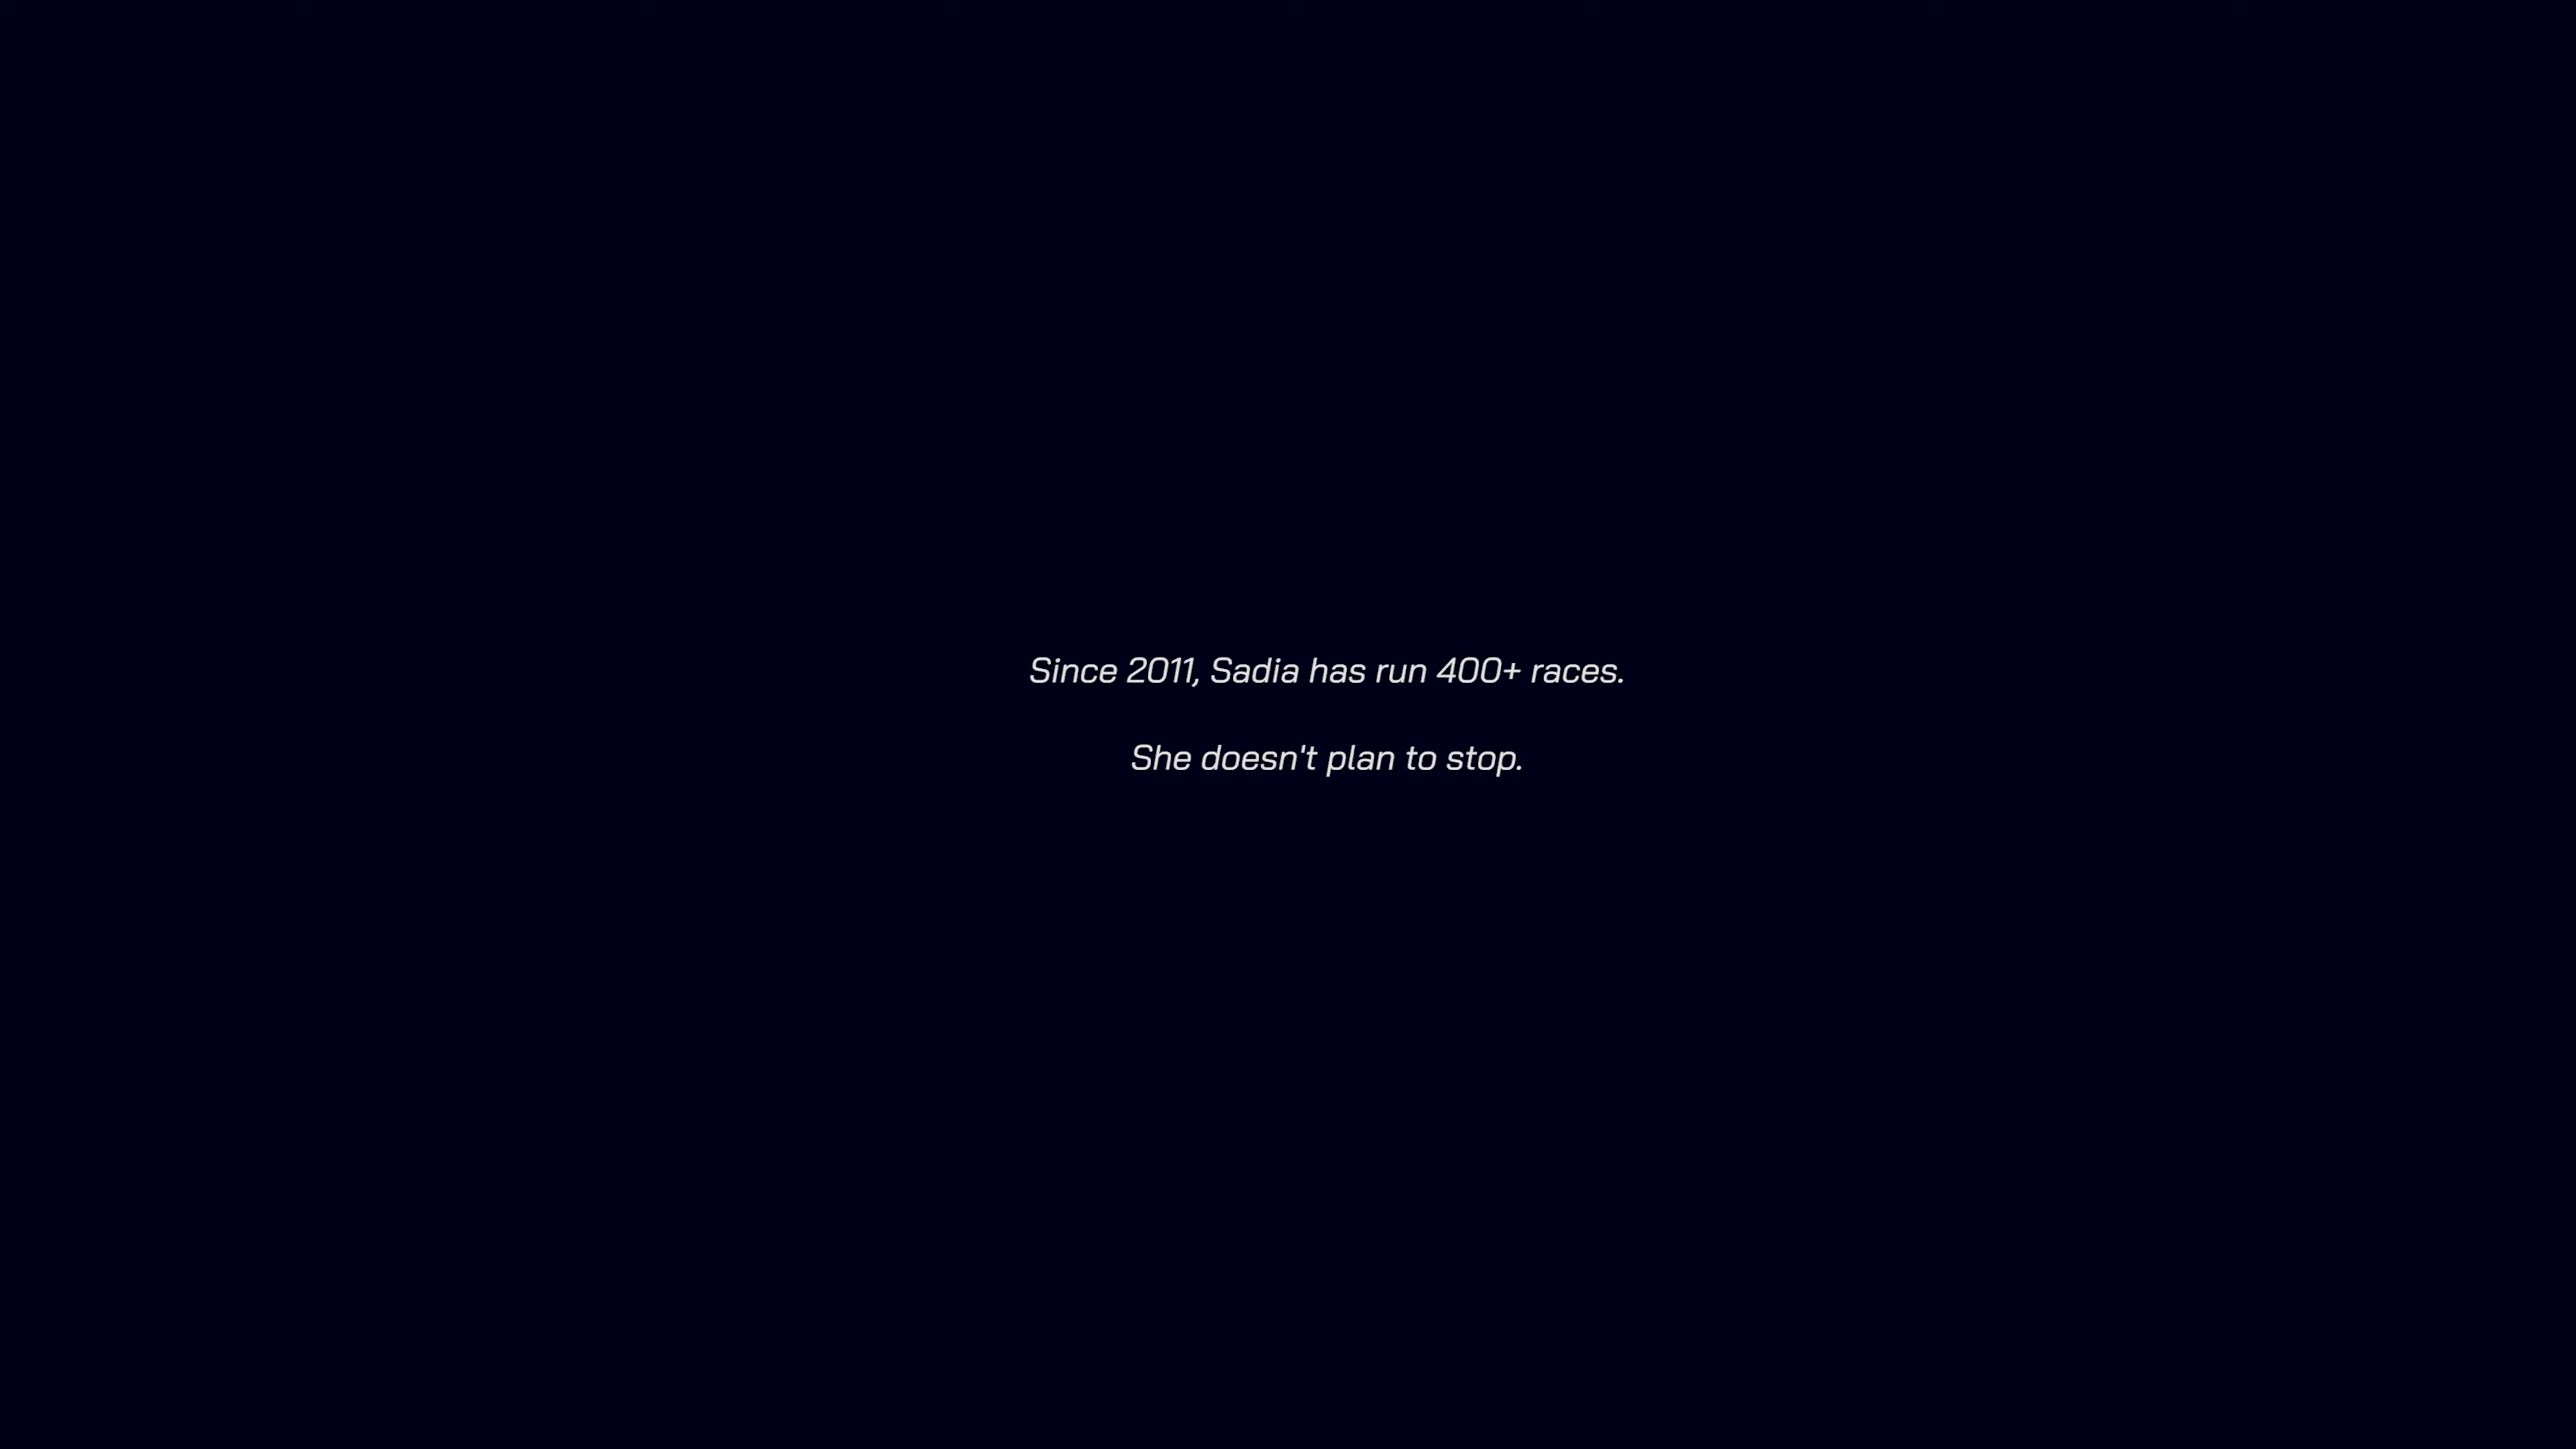 Since 2011, Sadia has run 400+ races.
She doesn't plan to stop.